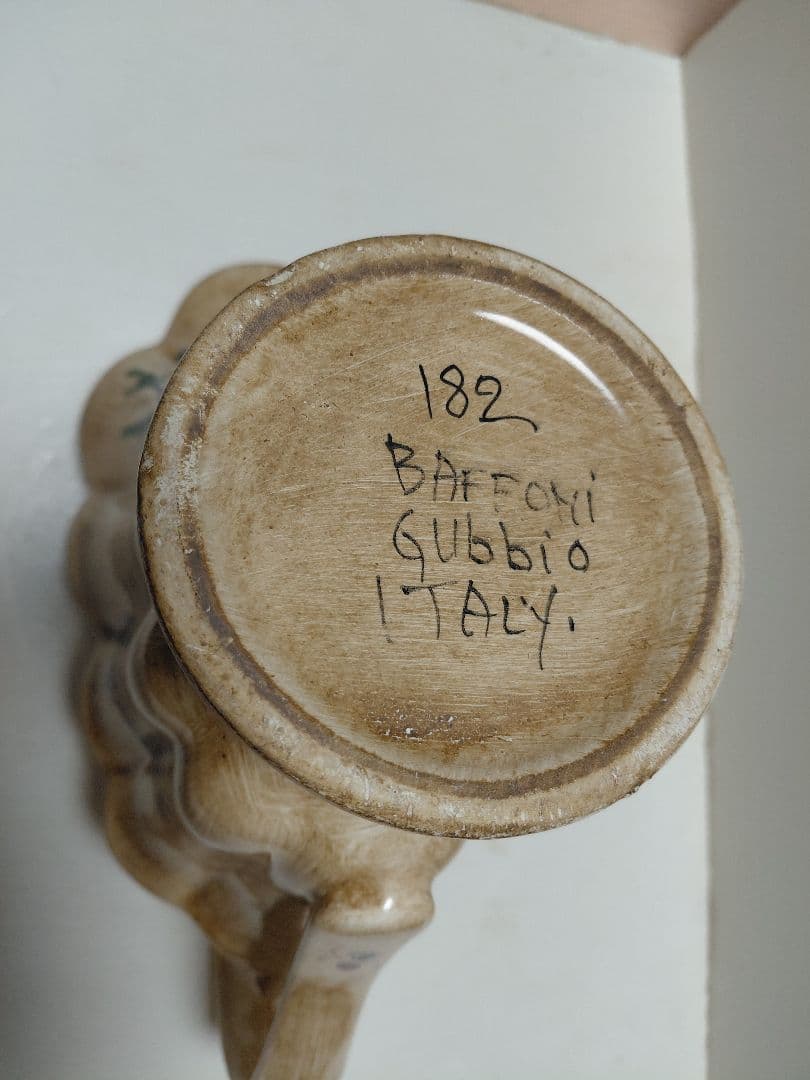 182
BAFFONi
GUbbio
ITALY.